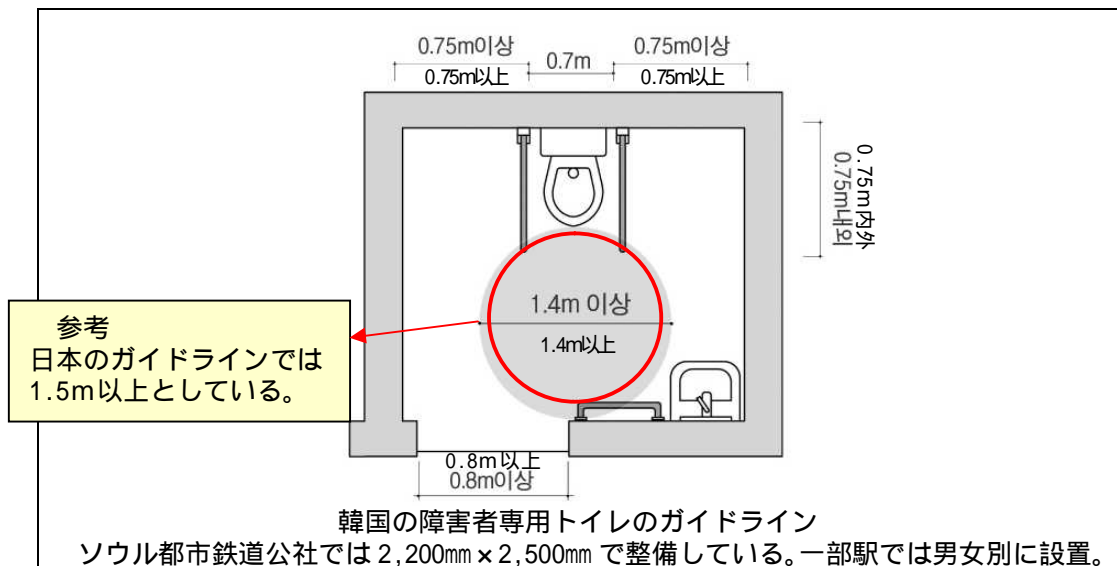 0.75m이상
0.7m
0.75m이상
0.75m以上
0.75m以上
0.75m内外
0.75m내외
1.4m 이상
1.4m以上
参考
日本のガイドラインでは
1.5m以上としている。
0.8m以上
0.8m이상
韓国の障害者専用トイレのガイドライン
ソウル都市鉄道公社では2,200㎜×2,500㎜で整備している。一部駅では男女別に設置。